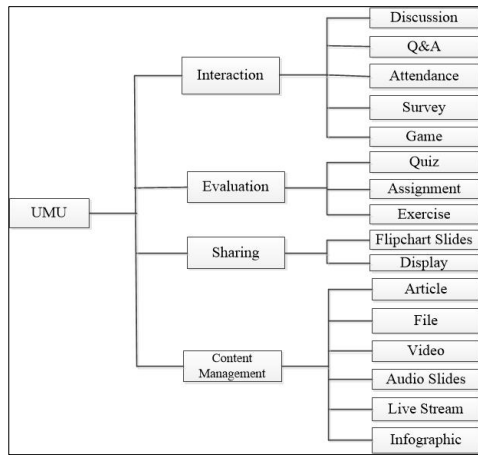 Discussion
Q&A
Interaction
Attendance
Survey
Game
Quiz
Evaluation
Assignment
Exercise
UMU
Flipchart Slides
Sharing
Display
Article
File
Content
Management
Video
Audio Slides
Live Stream
Infographic